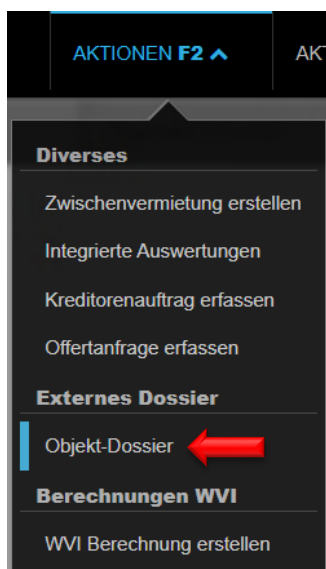 AKTIONEN F2
AKT
Diverses
Zwischenvermietung erstellen
Integrierte Auswertungen
Kreditorenauftrag erfassen
Offertanfrage erfassen
Externes Dossier
Objekt-Dossier
Berechnungen WVI
WVI Berechnung erstellen